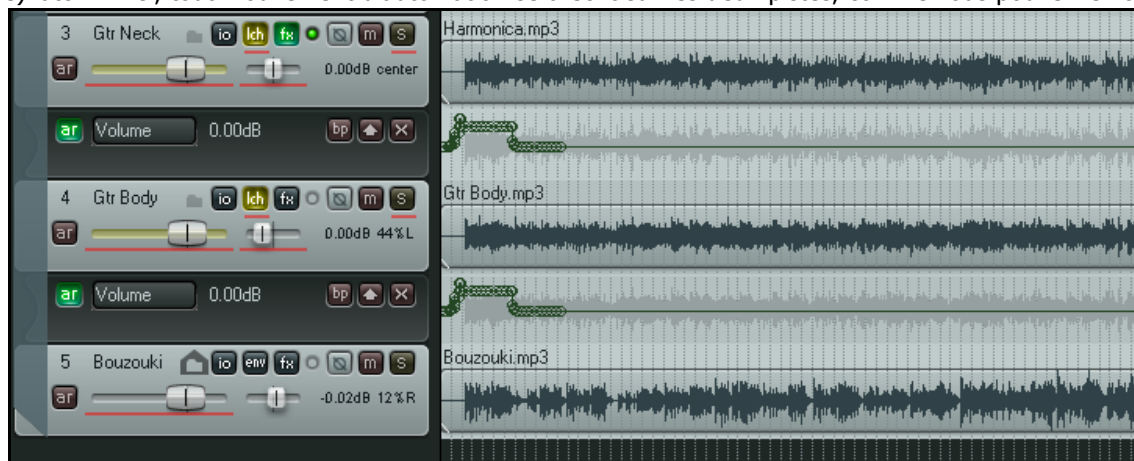 3 Gtr Neck io lch fx m s
Harmonica.mp3
ar 0.00dB center
ar Volume 0.00dB bp
4 Gtr Body io lch fx m s
Gtr Body.mp3
ar 0.00dB 44%L
ar Volume 0.00dB bp
5 Bouzouki io env fx m s
Bouzouki.mp3
ar -0.02dB 12%R